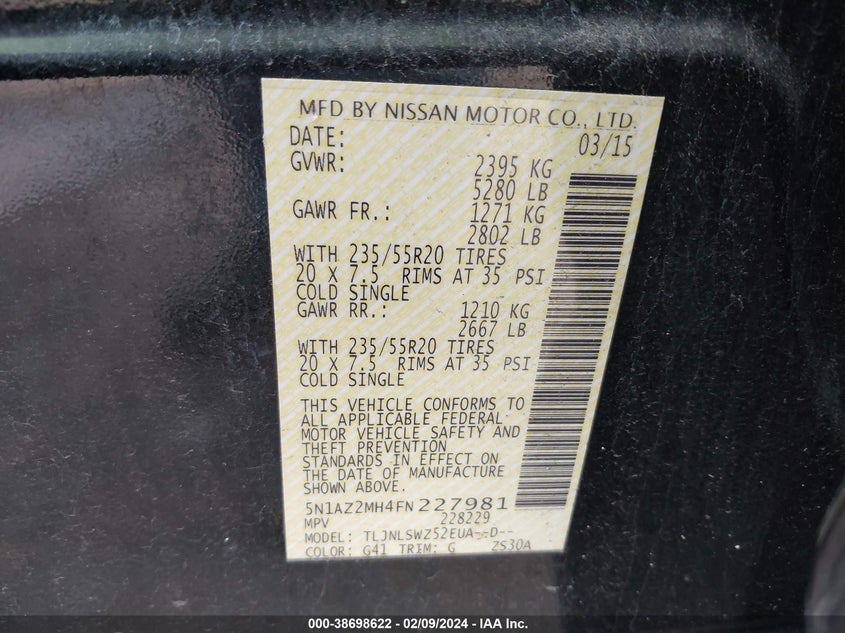 MFD BY NISSAN MOTOR CO., LTD.
DATE: 03/15
GVWR: 2395 KG
5280 LB
GAWR FR.: 1271 KG
2802 LB
WITH 235/55R20 TIRES
20 X 7.5 RIMS AT 35 PSI
COLD SINGLE
GAWR RR.: 1210 KG
2667 LB
WITH 235/55R20 TIRES
20 X 7.5 RIMS AT 35 PSI
COLD SINGLE
THIS VEHICLE CONFORMS TO
ALL APPLICABLE FEDERAL
MOTOR VEHICLE SAFETY AND
THEFT PREVENTION
STANDARDS IN EFFECT ON
THE DATE OF MANUFACTURE
SHOWN ABOVE.
5N1AZ2MH4FN227981
MPV 228229
MODEL: TLJNLSWZ52EUA--D--
COLOR: G41 TRIM: G ZS30A
000-38698622 - 02/09/2024 - IAA Inc.